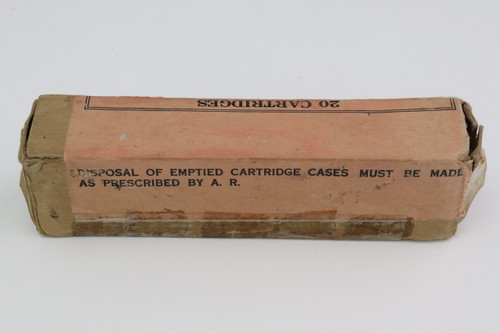 20 CARTRIDGES
DISPOSAL OF EMPTIED CARTRIDGE CASES MUST BE MADE
AS PRESCRIBED BY A. R.